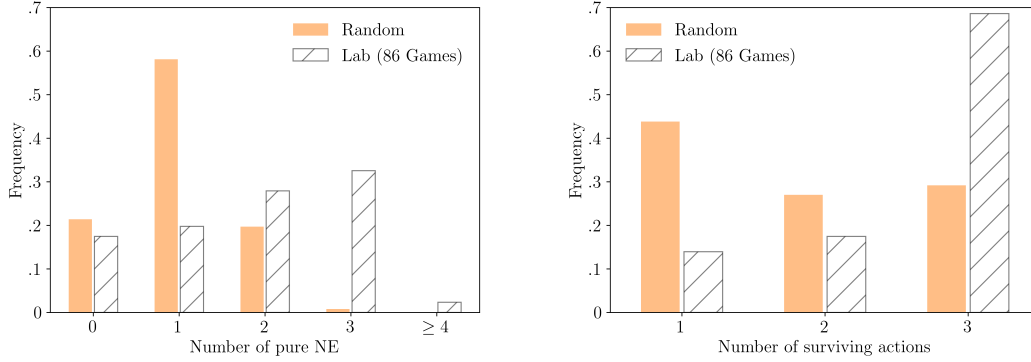 .7
.6
.5
.4
.3
.2
.1
0
Frequency
Random
Lab (86 Games)
0 1 2 3 ≥ 4
Number of pure NE
.7
.6
.5
.4
.3
.2
.1
0
Frequency
Random
Lab (86 Games)
1 2 3
Number of surviving actions